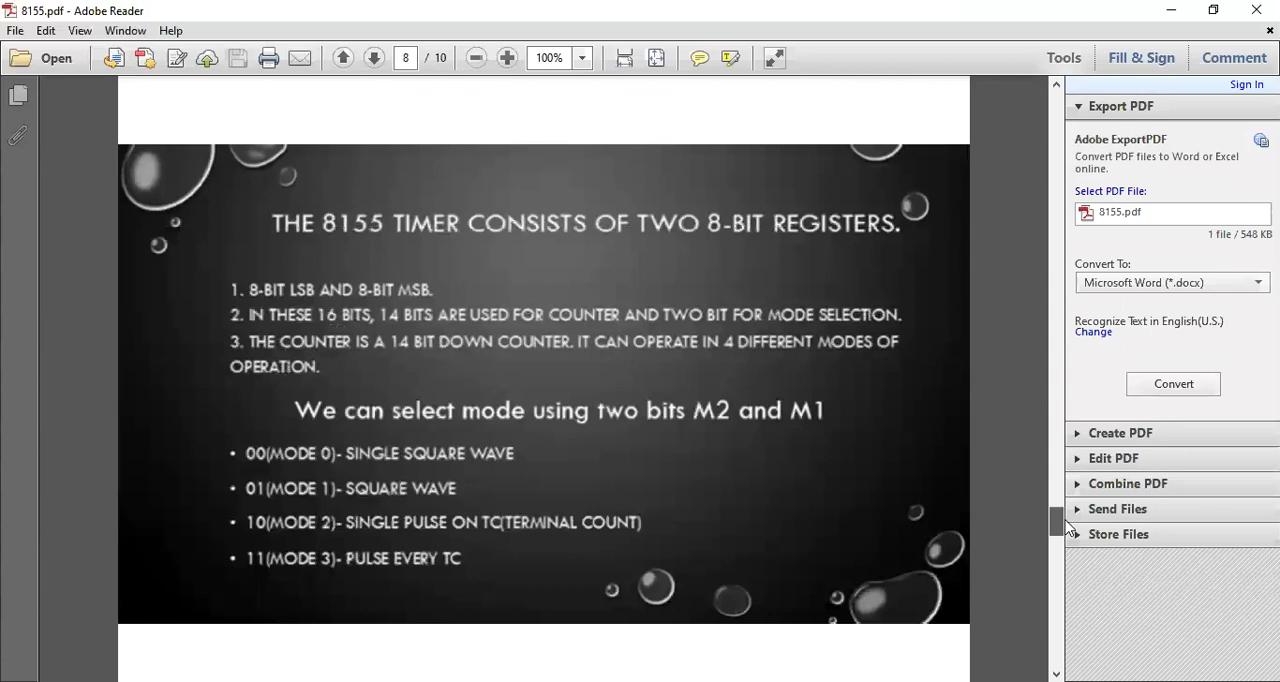 8155.pdf - Adobe Reader
File Edit View Window Help
Open 8 / 10 100% Tools Fill & Sign Comment
Sign In
Export PDF
Adobe ExportPDF
Convert PDF files to Word or Excel
online.
Select PDF File:
8155.pdf
1 file / 548 KB
Convert To:
Microsoft Word (*.docx)
Recognize Text in English(U.S.)
Change
Convert
Create PDF
Edit PDF
Combine PDF
Send Files
Store Files
THE 8155 TIMER CONSISTS OF TWO 8-BIT REGISTERS.
1. 8-BIT LSB AND 8-BIT MSB.
2. IN THESE 16 BITS, 14 BITS ARE USED FOR COUNTER AND TWO BIT FOR MODE SELECTION.
3. THE COUNTER IS A 14 BIT DOWN COUNTER. IT CAN OPERATE IN 4 DIFFERENT MODES OF
OPERATION.
We can select mode using two bits M2 and M1
• 00(MODE 0)- SINGLE SQUARE WAVE
• 01(MODE 1)- SQUARE WAVE
• 10(MODE 2)- SINGLE PULSE ON TC(TERMINAL COUNT)
• 11(MODE 3)- PULSE EVERY TC